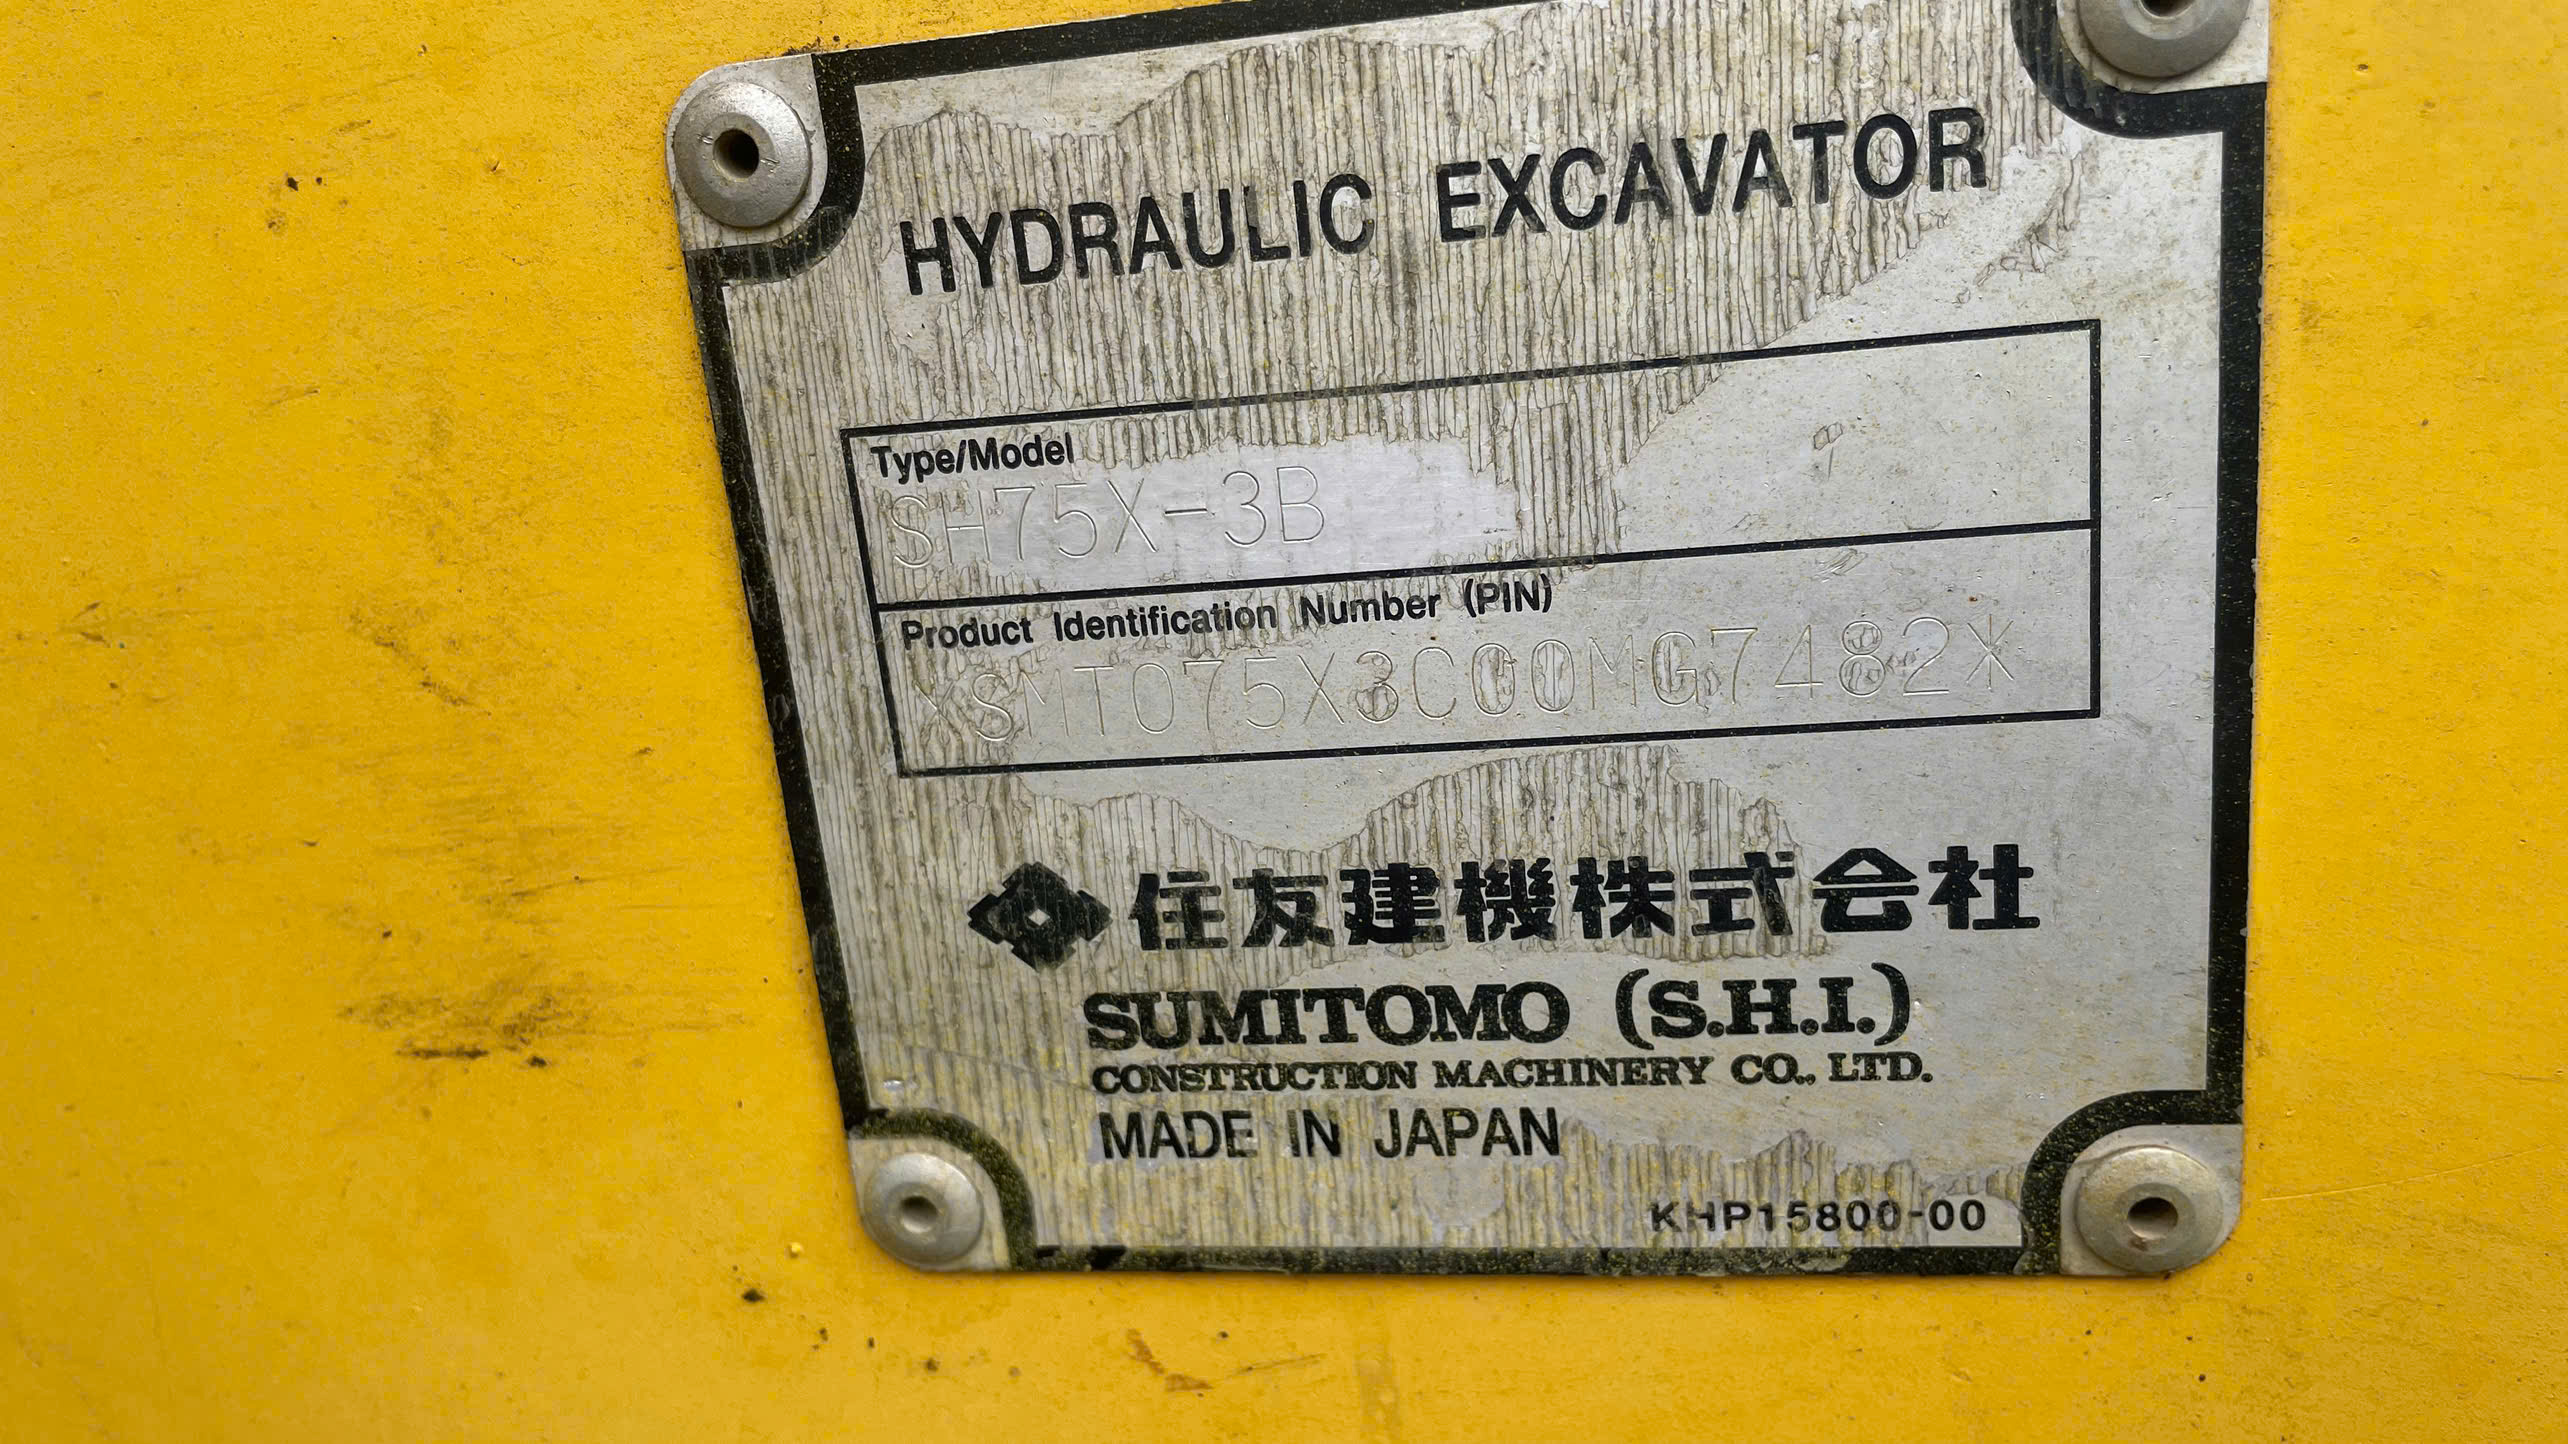 HYDRAULIC EXCAVATOR
Type/Model
SH75X-3B
Product Identification Number (PIN)
*SMT075X3C00MG7482*
住友建機株式会社
SUMITOMO (S.H.I.)
CONSTRUCTION MACHINERY CO., LTD.
MADE IN JAPAN
KHP15800-00